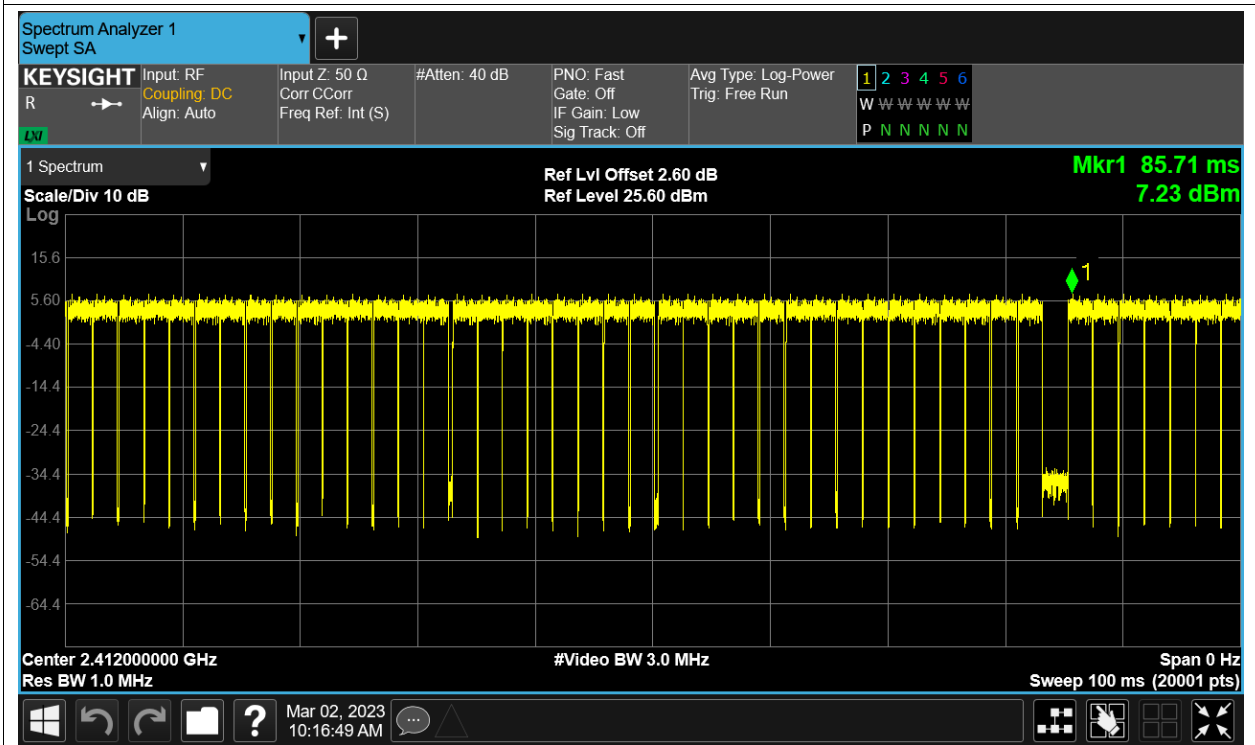 Spectrum Analyzer 1
Swept SA
KEYSIGHT
R
LXI
Input: RF
Coupling: DC
Align: Auto
Input Z: 50 Ω
Corr CCorr
Freq Ref: Int (S)
#Atten: 40 dB
PNO: Fast
Gate: Off
IF Gain: Low
Sig Track: Off
Avg Type: Log-Power
Trig: Free Run
1 2 3 4 5 6
W W W W W W
P N N N N N
1 Spectrum
Scale/Div 10 dB
Log
Ref Lvl Offset 2.60 dB
Ref Level 25.60 dBm
Mkr1 85.71 ms
7.23 dBm
1
15.6
5.60
-4.40
-14.4
-24.4
-34.4
-44.4
-54.4
-64.4
Center 2.412000000 GHz
Res BW 1.0 MHz
#Video BW 3.0 MHz
Span 0 Hz
Sweep 100 ms (20001 pts)
?
Mar 02, 2023
10:16:49 AM